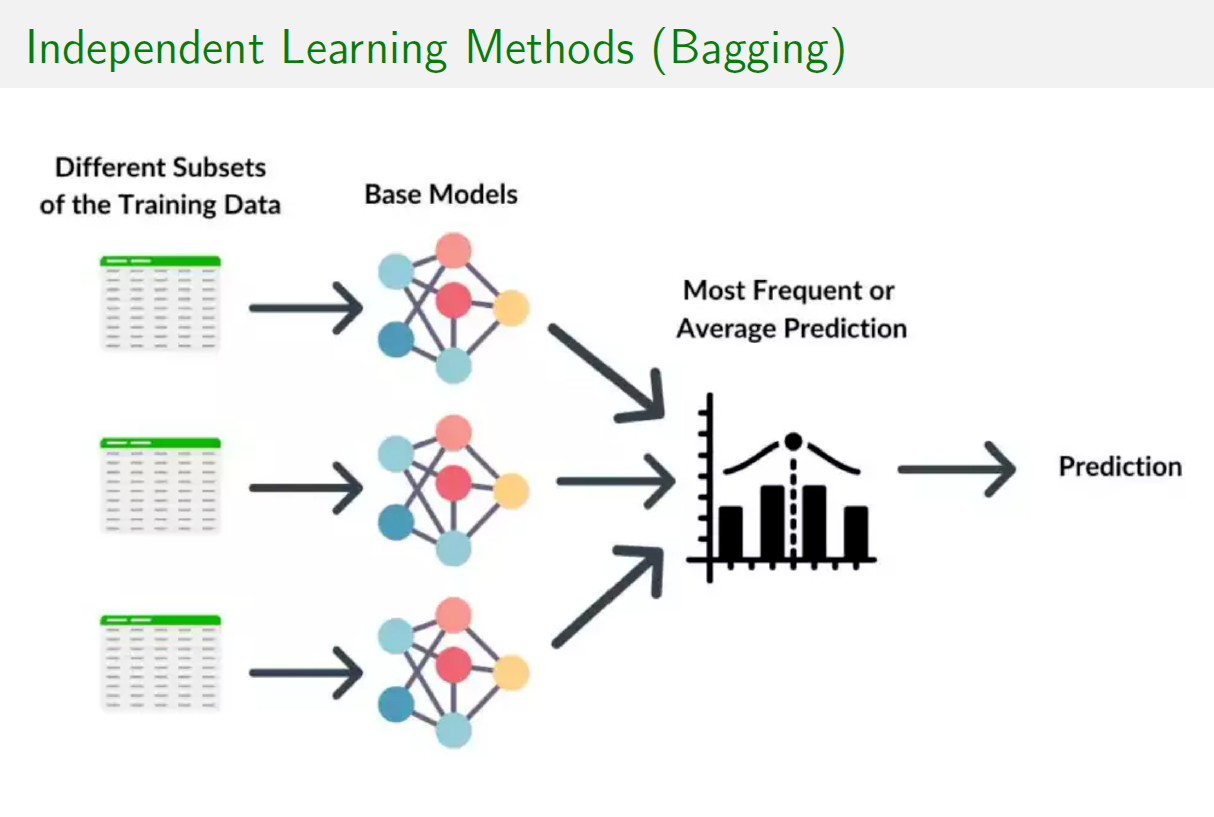 Independent Learning Methods (Bagging)
Different Subsets
of the Training Data
Base Models
Most Frequent or
Average Prediction
Prediction